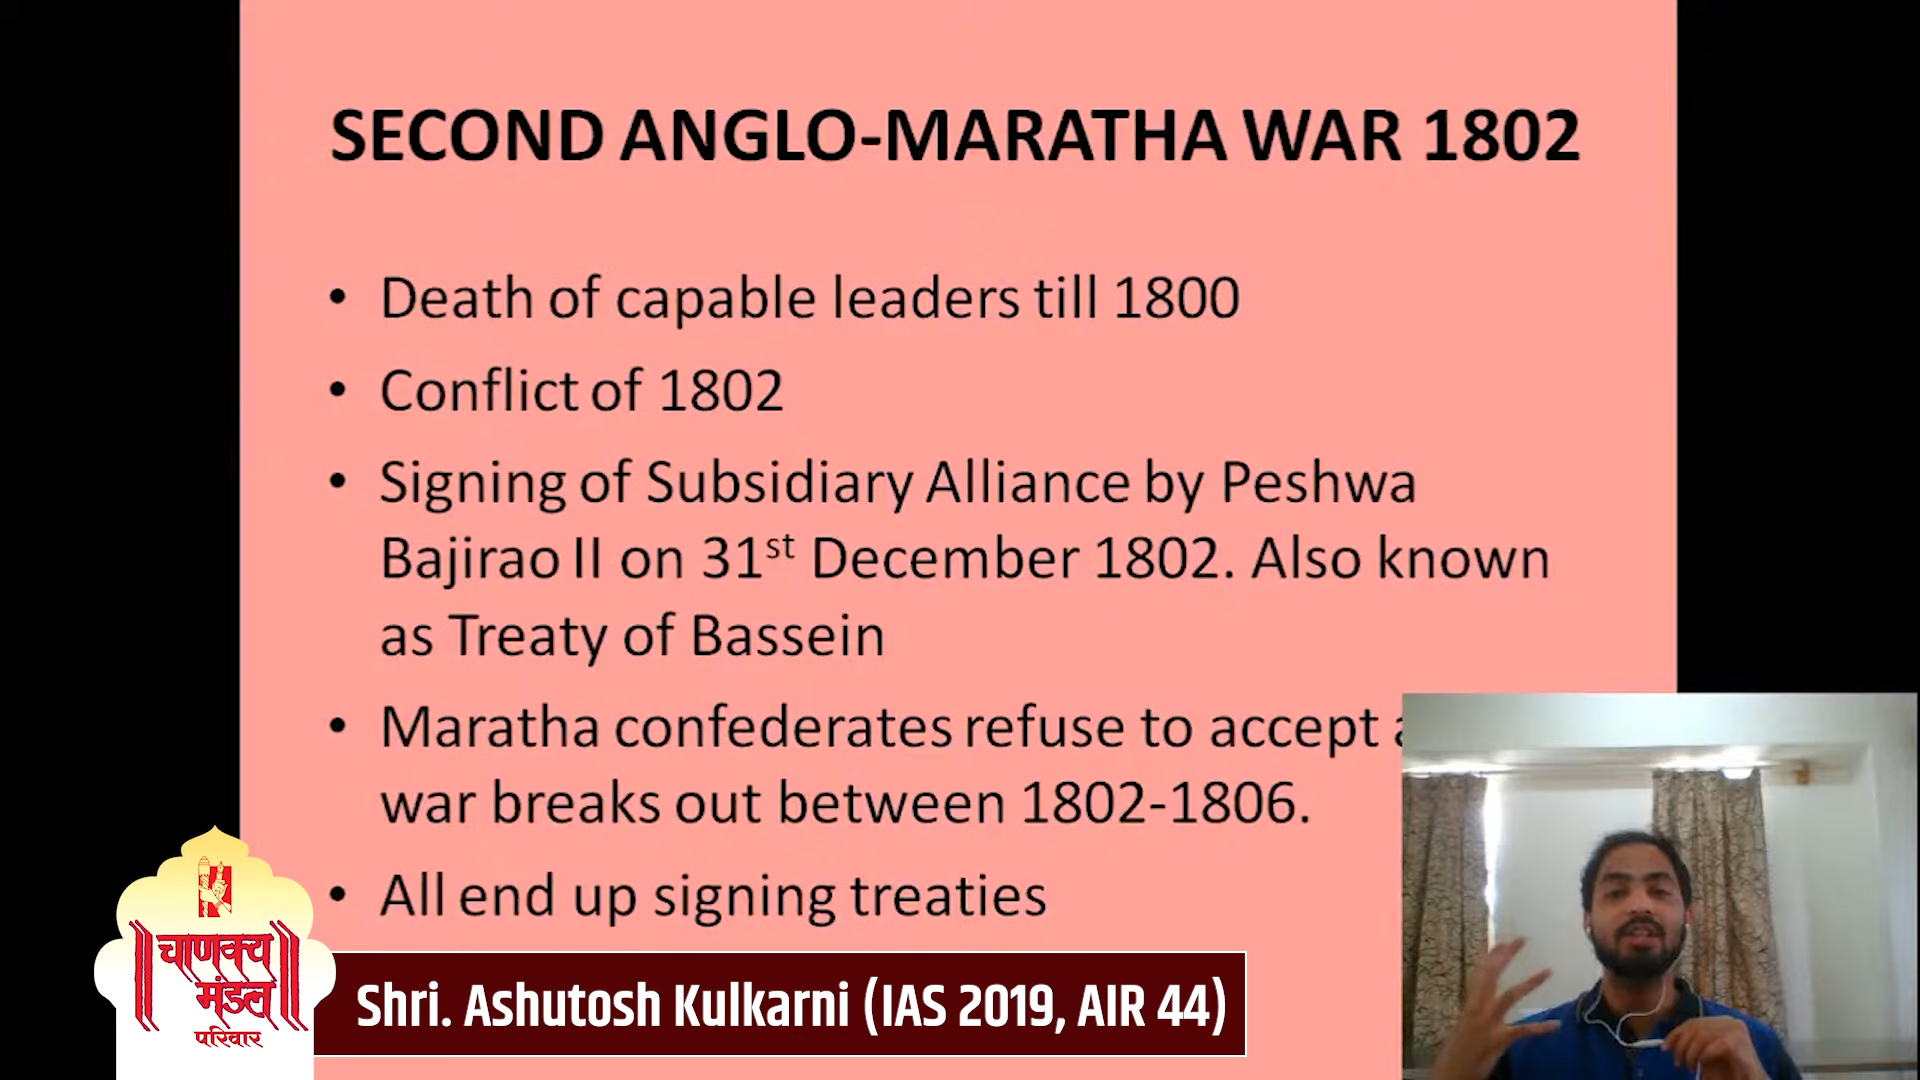 SECOND ANGLO-MARATHA WAR 1802
• Death of capable leaders till 1800
• Conflict of 1802
• Signing of Subsidiary Alliance by Peshwa
Bajirao II on 31st December 1802. Also known
as Treaty of Bassein
• Maratha confederates refuse to accept
war breaks out between 1802-1806.
• All end up signing treaties
चाणक्य
मंडल
परिवार
Shri. Ashutosh Kulkarni (IAS 2019, AIR 44)